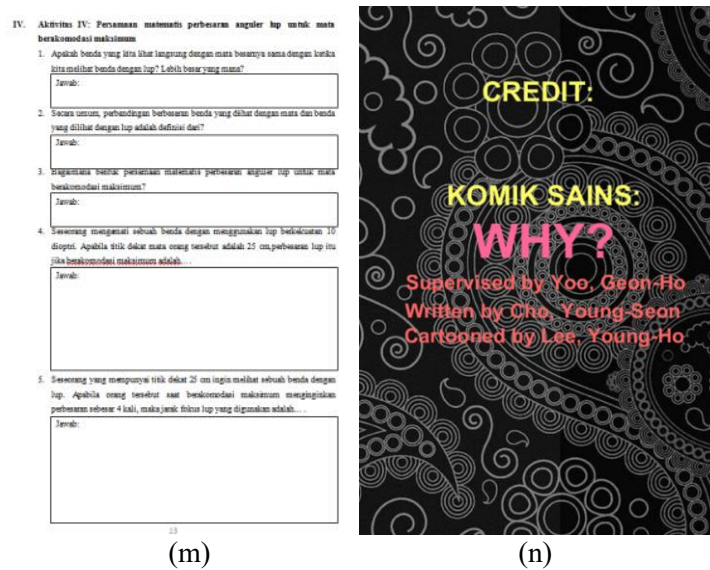 IV. Aktivitas IV: Persamaan matematis perbesaran anguler lup untuk mata
berakomodasi maksimum
1. Apakah benda yang kita lihat langsung dengan mata besarnya sama dengan ketika
kita melihat benda dengan lup? Lebih besar yang mana?
Jawab:
2. Secara umum, perbandingan berbesaran benda yang dilihat dengan mata dan benda
yang dilihat dengan lup adalah definisi dari?
Jawab:
3. Bagaimana bentuk persamaan matematis perbesaran anguler lup untuk mata
berakomodasi maksimum?
Jawab:
4. Seseorang mengamati sebuah benda dengan menggunakan lup berkekuatan 10
dioptri. Apabila titik dekat mata orang tersebut adalah 25 cm,perbesaran lup itu
jika berakomodasi maksimum adalah....
Jawab:
5. Seseorang yang mempunyai titik dekat 25 cm ingin melihat sebuah benda dengan
lup. Apabila orang tersebut saat berakomodasi maksimum menginginkan
perbesaran sebesar 4 kali, maka jarak fokus lup yang digunakan adalah....
Jawab:
13
(m)
CREDIT:
KOMIK SAINS:
WHY?
Supervised by Yoo, Geon-Ho
Written by Cho, Young-Seon
Cartooned by Lee, Young-Ho
(n)